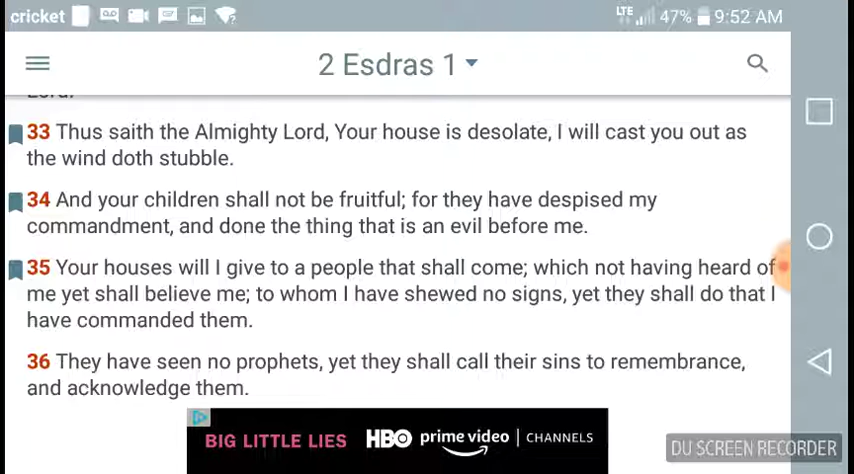 cricket LTE 47% 9:52 AM
2 Esdras 1
Lord.
33 Thus saith the Almighty Lord, Your house is desolate, I will cast you out as
the wind doth stubble.
34 And your children shall not be fruitful; for they have despised my
commandment, and done the thing that is an evil before me.
35 Your houses will I give to a people that shall come; which not having heard of
me yet shall believe me; to whom I have shewed no signs, yet they shall do that I
have commanded them.
36 They have seen no prophets, yet they shall call their sins to remembrance,
and acknowledge them.
BIG LITTLE LIES HBO prime video | CHANNELS
DU SCREEN RECORDER